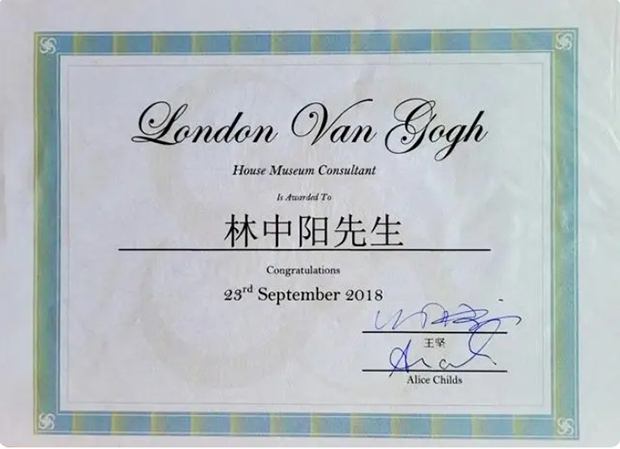 London Van Gogh
House Museum Consultant
Is Awarded To
林中阳先生
Congratulations
23rd September 2018
王坚
Alice Childs